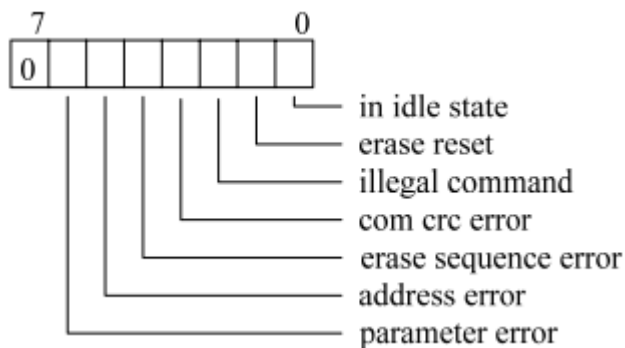 7 0
0
in idle state
erase reset
illegal command
com crc error
erase sequence error
address error
parameter error